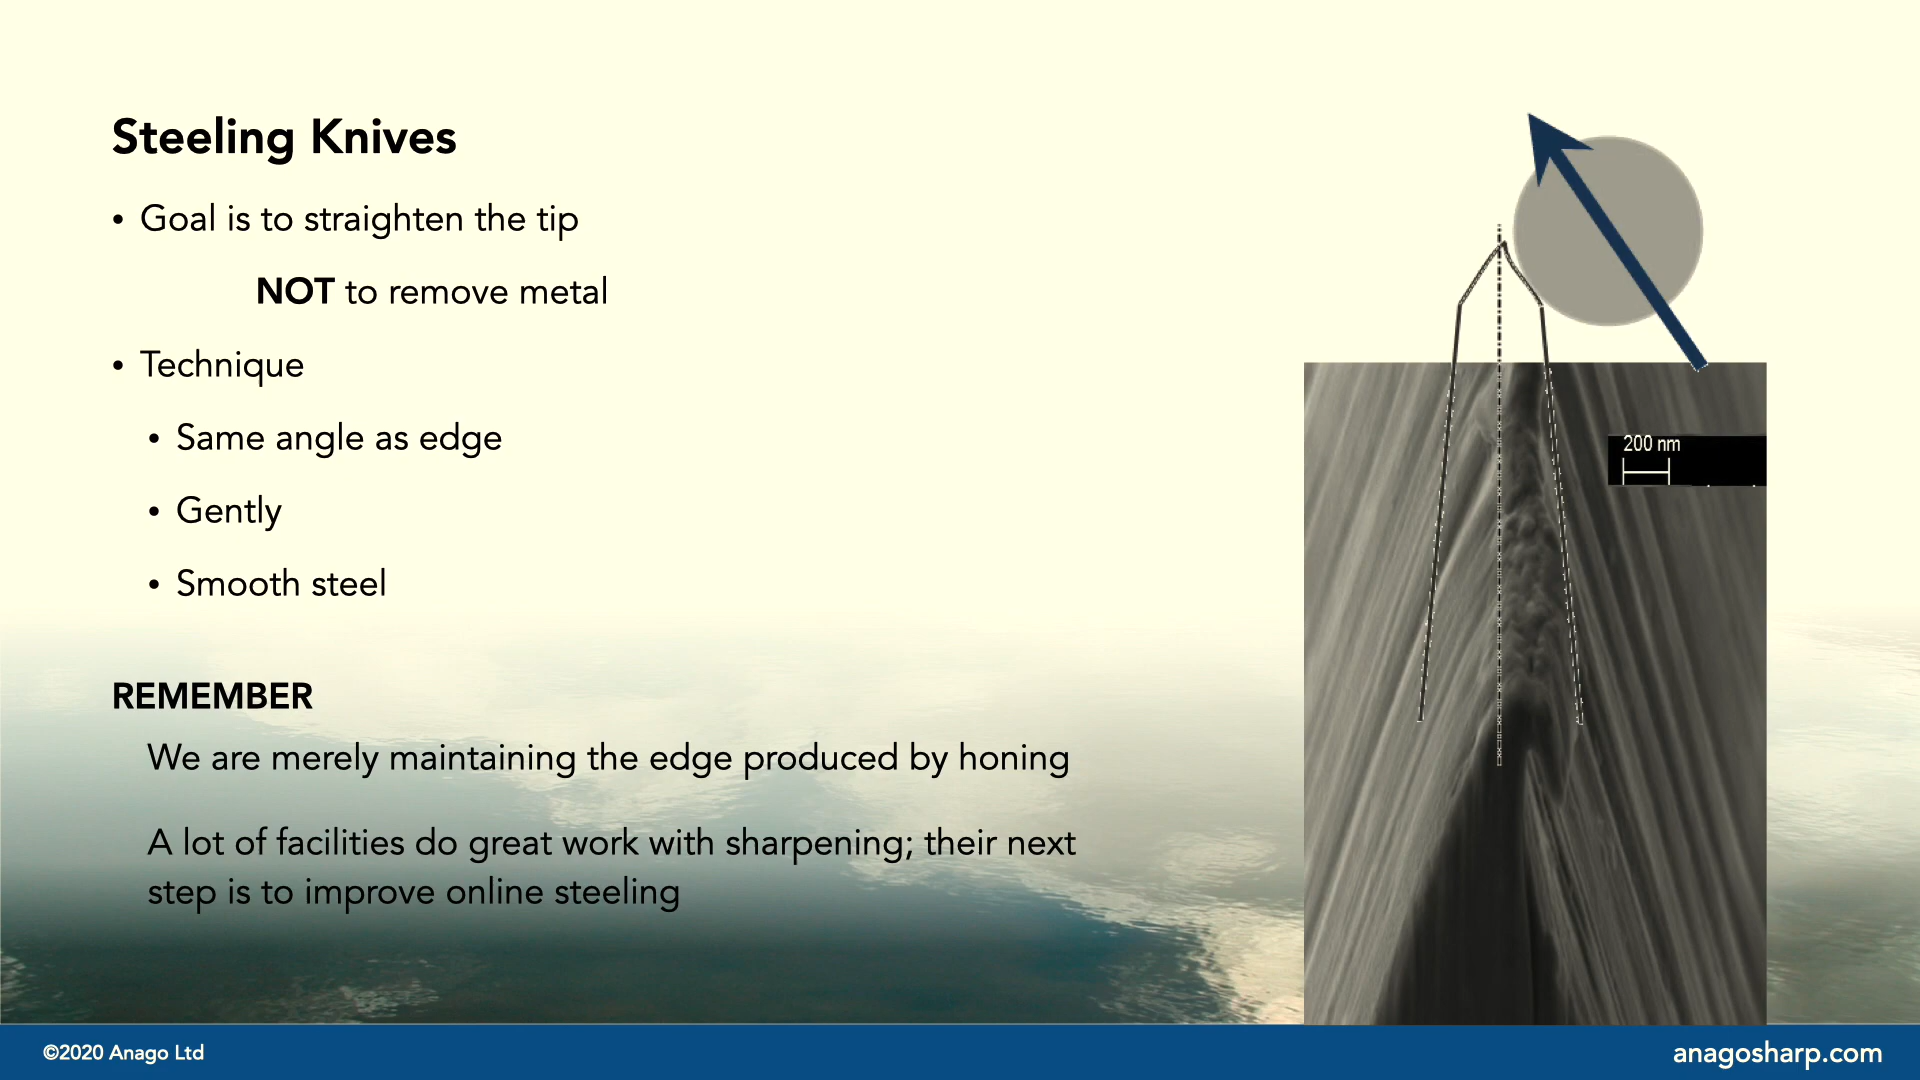 Steeling Knives
• Goal is to straighten the tip
NOT to remove metal
• Technique
• Same angle as edge
• Gently
• Smooth steel
REMEMBER
We are merely maintaining the edge produced by honing
A lot of facilities do great work with sharpening; their next
step is to improve online steeling
200 nm
©2020 Anago Ltd
anagosharp.com